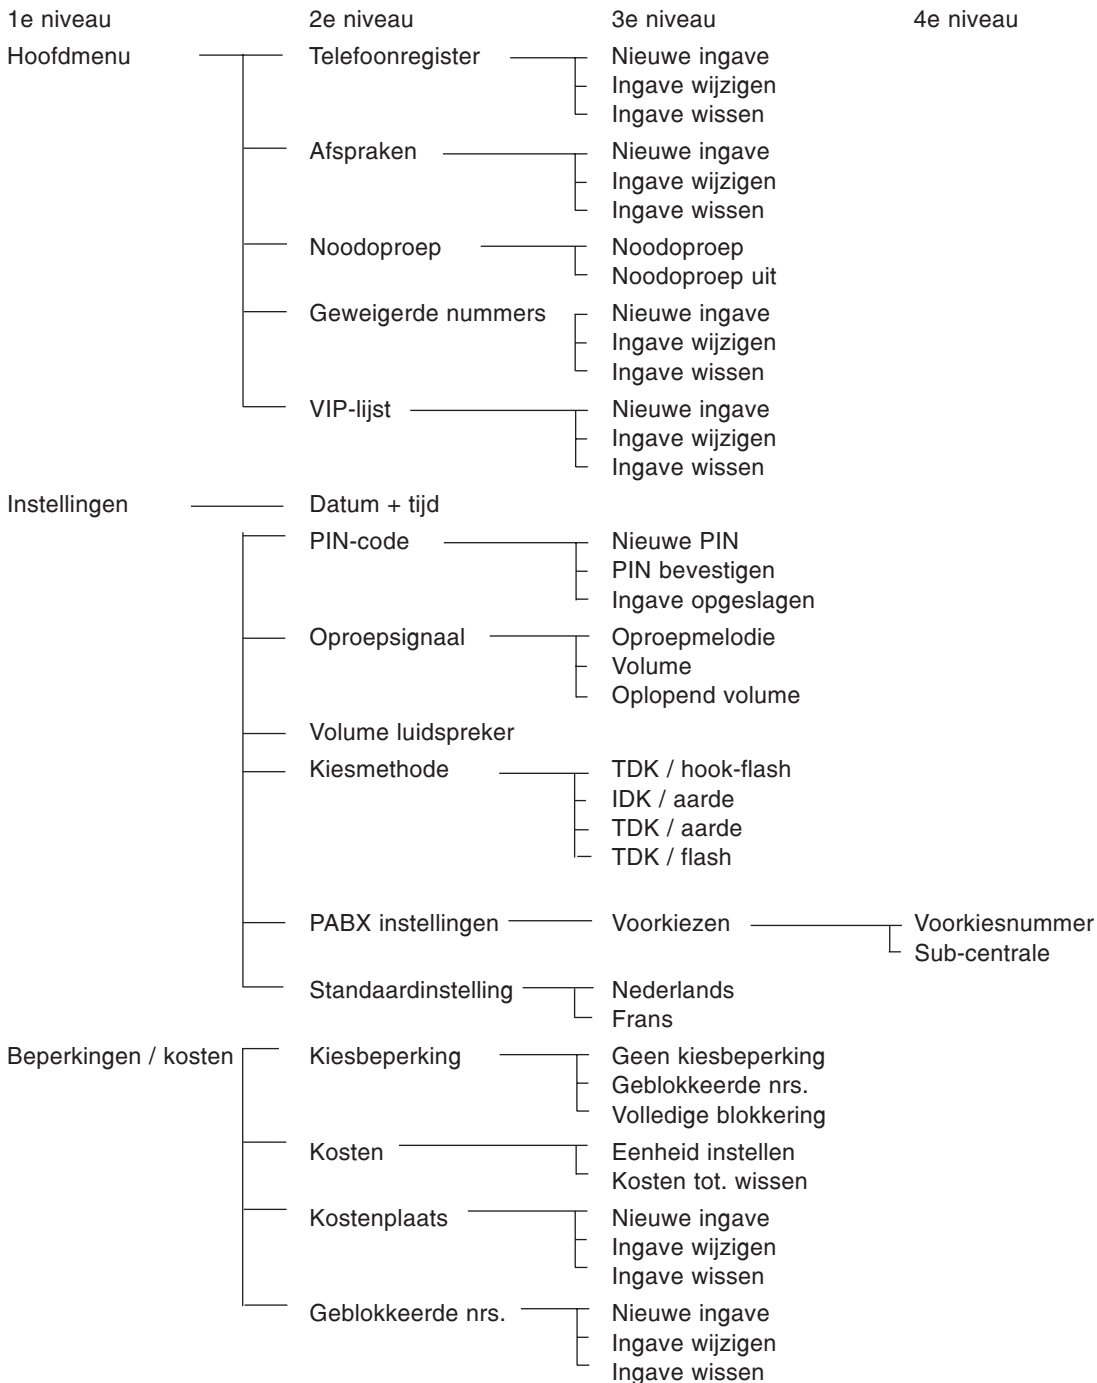 1e niveau 2e niveau 3e niveau 4e niveau
Hoofdmenu Telefoonregister Nieuwe ingave
Ingave wijzigen
Ingave wissen
Afspraken Nieuwe ingave
Ingave wijzigen
Ingave wissen
Noodoproep Noodoproep
Noodoproep uit
Geweigerde nummers Nieuwe ingave
Ingave wijzigen
Ingave wissen
VIP-lijst Nieuwe ingave
Ingave wijzigen
Ingave wissen
Instellingen Datum + tijd
PIN-code Nieuwe PIN
PIN bevestigen
Ingave opgeslagen
Oproepsignaal Oproepmelodie
Volume
Oplopend volume
Volume luidspreker
Kiesmethode TDK / hook-flash
IDK / aarde
TDK / aarde
TDK / flash
PABX instellingen Voorkiezen Voorkiesnummer
Sub-centrale
Standaardinstelling Nederlands
Frans
Beperkingen / kosten Kiesbeperking Geen kiesbeperking
Geblokkeerde nrs.
Volledige blokkering
Kosten Eenheid instellen
Kosten tot. wissen
Kostenplaats Nieuwe ingave
Ingave wijzigen
Ingave wissen
Geblokkeerde nrs. Nieuwe ingave
Ingave wijzigen
Ingave wissen